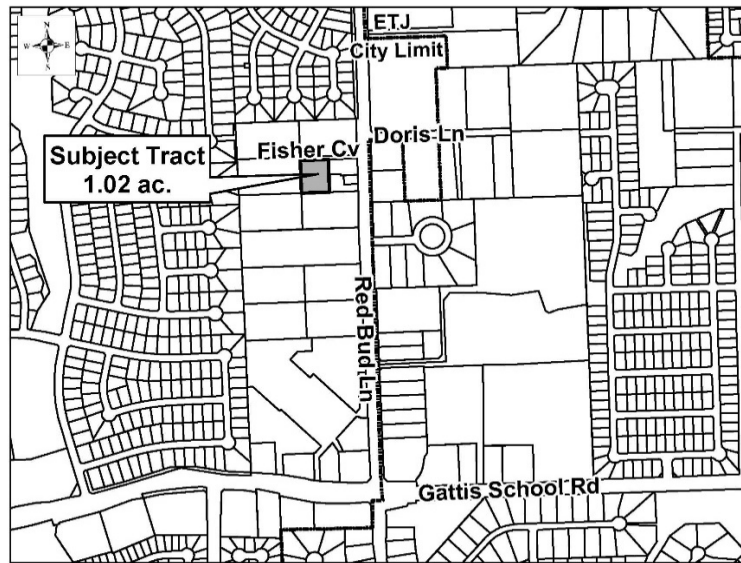 N
W E
S
ETJ
City Limit
Doris Ln
Fisher Cv
Subject Tract
1.02 ac.
Red Bud Ln
Gattis School Rd